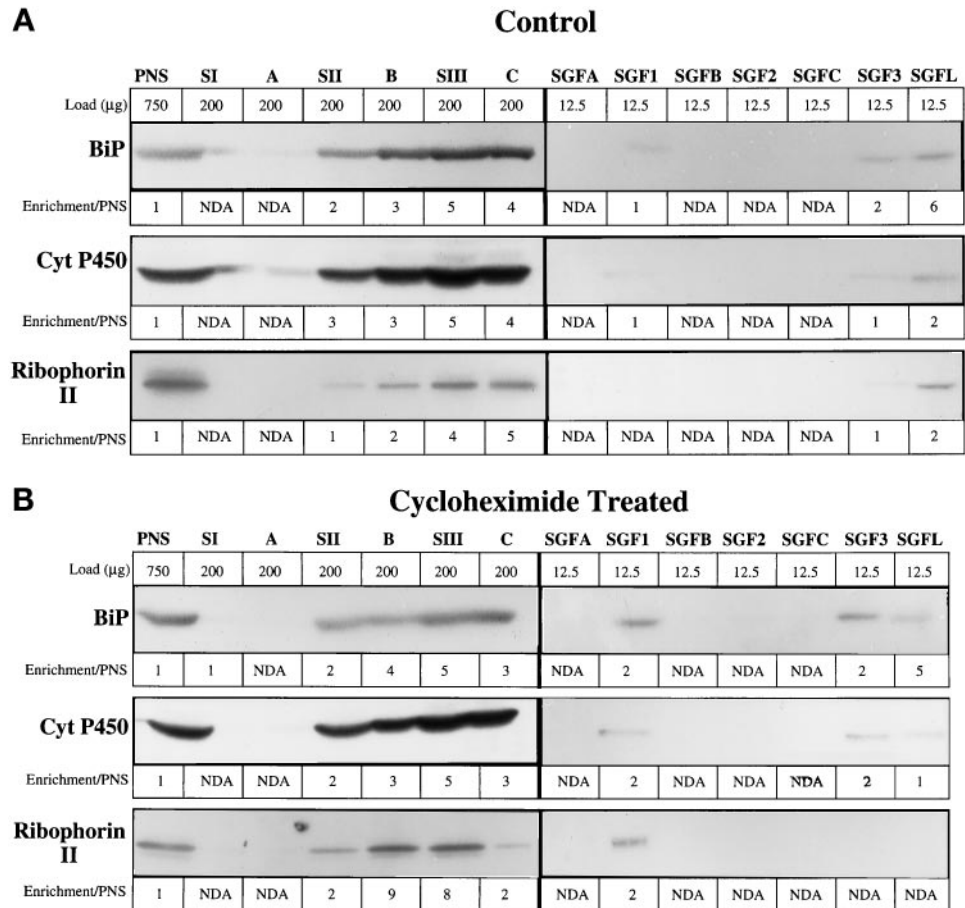 A
Control
PNS SI A SII B SIII C SGFA SGF1 SGFB SGF2 SGFC SGF3 SGFL
Load (µg) 750 200 200 200 200 200 200 12.5 12.5 12.5 12.5 12.5 12.5 12.5
BiP
Enrichment/PNS 1 NDA NDA 2 3 5 4 NDA 1 NDA NDA NDA 2 6
Cyt P450
Enrichment/PNS 1 NDA NDA 3 3 5 4 NDA 1 NDA NDA NDA 1 2
Ribophorin
II
Enrichment/PNS 1 NDA NDA 1 2 4 5 NDA NDA NDA NDA NDA 1 2
B
Cycloheximide Treated
PNS SI A SII B SIII C SGFA SGF1 SGFB SGF2 SGFC SGF3 SGFL
Load (µg) 750 200 200 200 200 200 200 12.5 12.5 12.5 12.5 12.5 12.5 12.5
BiP
Enrichment/PNS 1 1 NDA 2 4 5 3 NDA 2 NDA NDA NDA 2 5
Cyt P450
Enrichment/PNS 1 NDA NDA 2 3 5 3 NDA 2 NDA NDA NDA 2 1
Ribophorin
II
Enrichment/PNS 1 NDA NDA 2 9 8 2 NDA 2 NDA NDA NDA NDA NDA